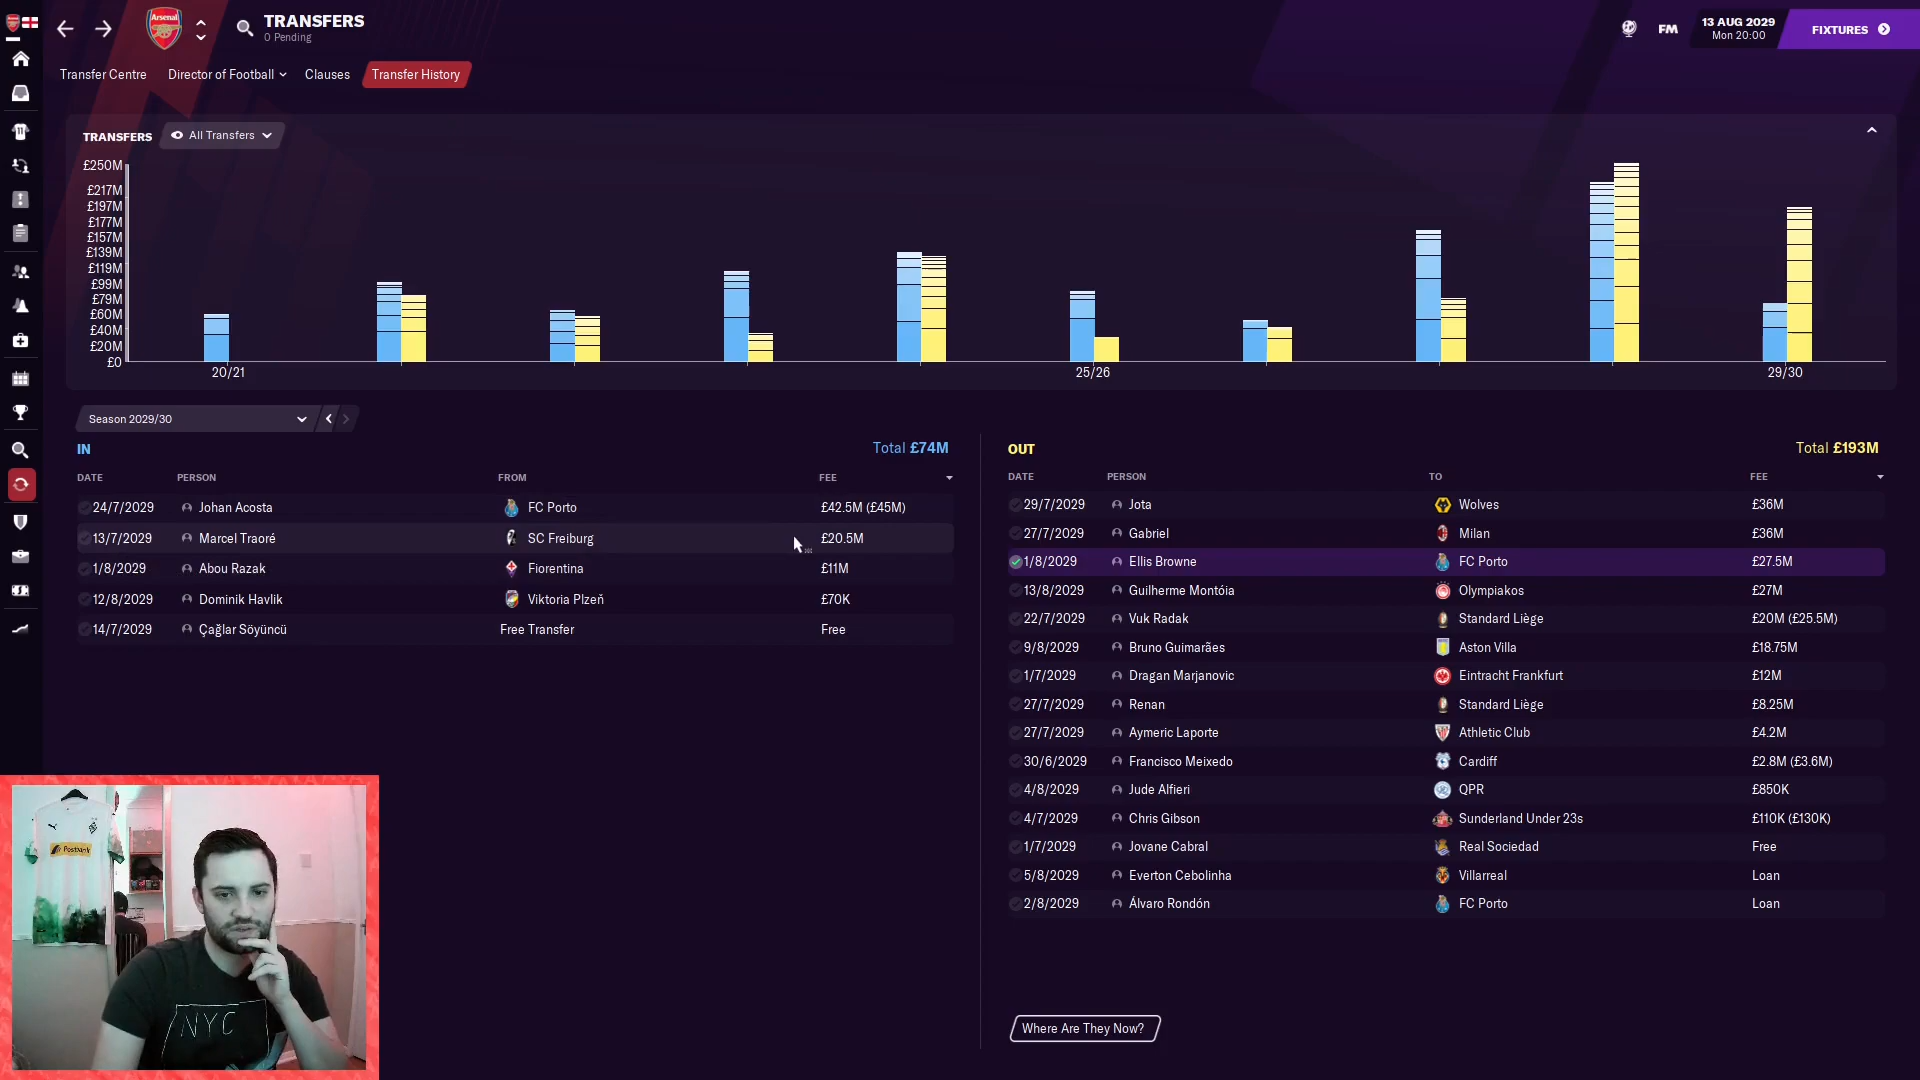 Arsenal
TRANSFERS
0 Pending
FM
13 AUG 2029
Mon 20:00
FIXTURES
Transfer Centre
Director of Football
Clauses
Transfer History
TRANSFERS
All Transfers
£250M
£217M
£197M
£177M
£157M
£139M
£119M
£99M
£79M
£60M
£40M
£20M
£0
20/21
25/26
29/30
Season 2029/30
IN
Total £74M
DATE PERSON FROM FEE
24/7/2029 Johan Acosta FC Porto £42.5M (£45M)
13/7/2029 Marcel Traoré SC Freiburg £20.5M
1/8/2029 Abou Razak Fiorentina £11M
12/8/2029 Dominik Havlik Viktoria Plzeň £70K
14/7/2029 Çağlar Söyüncü Free Transfer Free
OUT
Total £193M
DATE PERSON TO FEE
29/7/2029 Jota Wolves £36M
27/7/2029 Gabriel Milan £36M
1/8/2029 Ellis Browne FC Porto £27.5M
13/8/2029 Guilherme Montóia Olympiakos £27M
22/7/2029 Vuk Radak Standard Liège £20M (£25.5M)
9/8/2029 Bruno Guimarães Aston Villa £18.75M
1/7/2029 Dragan Marjanovic Eintracht Frankfurt £12M
27/7/2029 Renan Standard Liège £8.25M
27/7/2029 Aymeric Laporte Athletic Club £4.2M
30/6/2029 Francisco Meixedo Cardiff £2.8M (£3.6M)
4/8/2029 Jude Alfieri QPR £850K
4/7/2029 Chris Gibson Sunderland Under 23s £110K (£130K)
1/7/2029 Jovane Cabral Real Sociedad Free
5/8/2029 Everton Cebolinha Villarreal Loan
2/8/2029 Álvaro Rondón FC Porto Loan
Where Are They Now?
Postbank
NYC